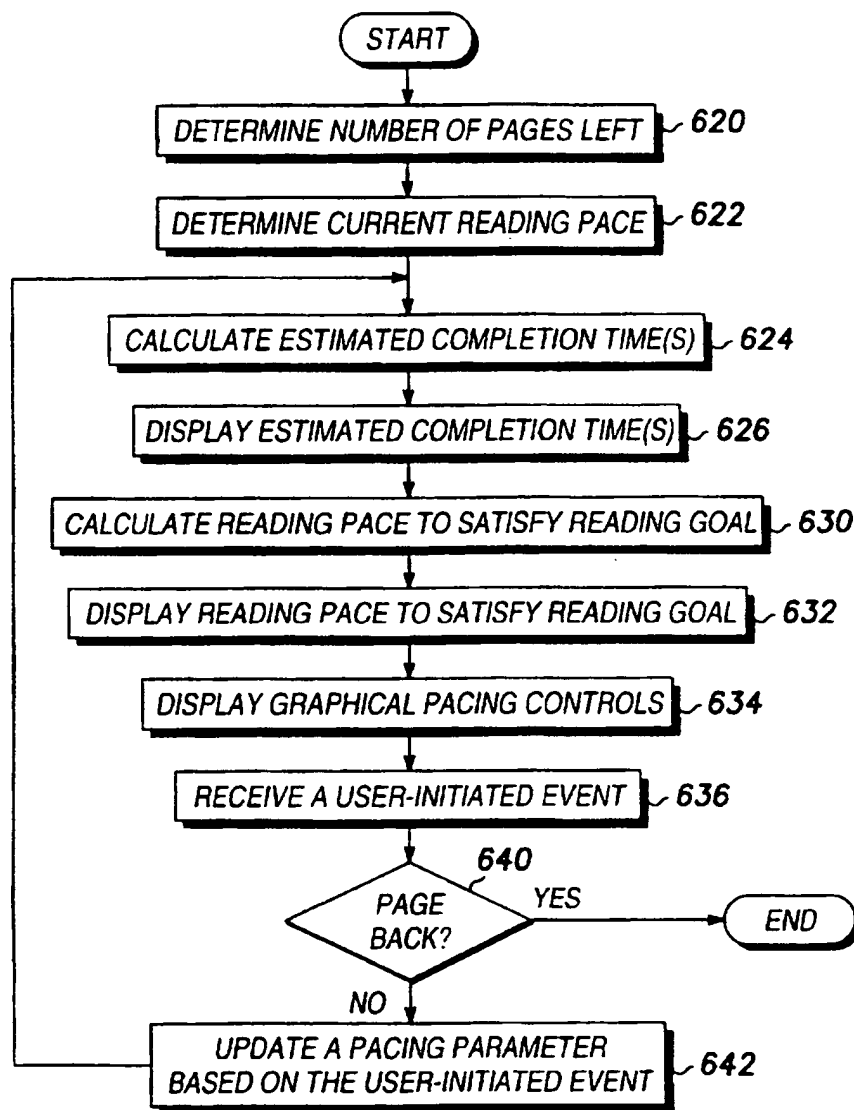 START
DETERMINE NUMBER OF PAGES LEFT 620
DETERMINE CURRENT READING PACE 622
CALCULATE ESTIMATED COMPLETION TIME(S) 624
DISPLAY ESTIMATED COMPLETION TIME(S) 626
CALCULATE READING PACE TO SATISFY READING GOAL 630
DISPLAY READING PACE TO SATISFY READING GOAL 632
DISPLAY GRAPHICAL PACING CONTROLS 634
RECEIVE A USER-INITIATED EVENT 636
640
PAGE
BACK?
YES
END
NO
UPDATE A PACING PARAMETER
BASED ON THE USER-INITIATED EVENT 642